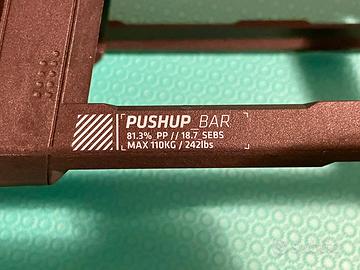 PUSHUP BAR
81.3% PP // 18.7 SEBS
MAX 110KG / 242lbs